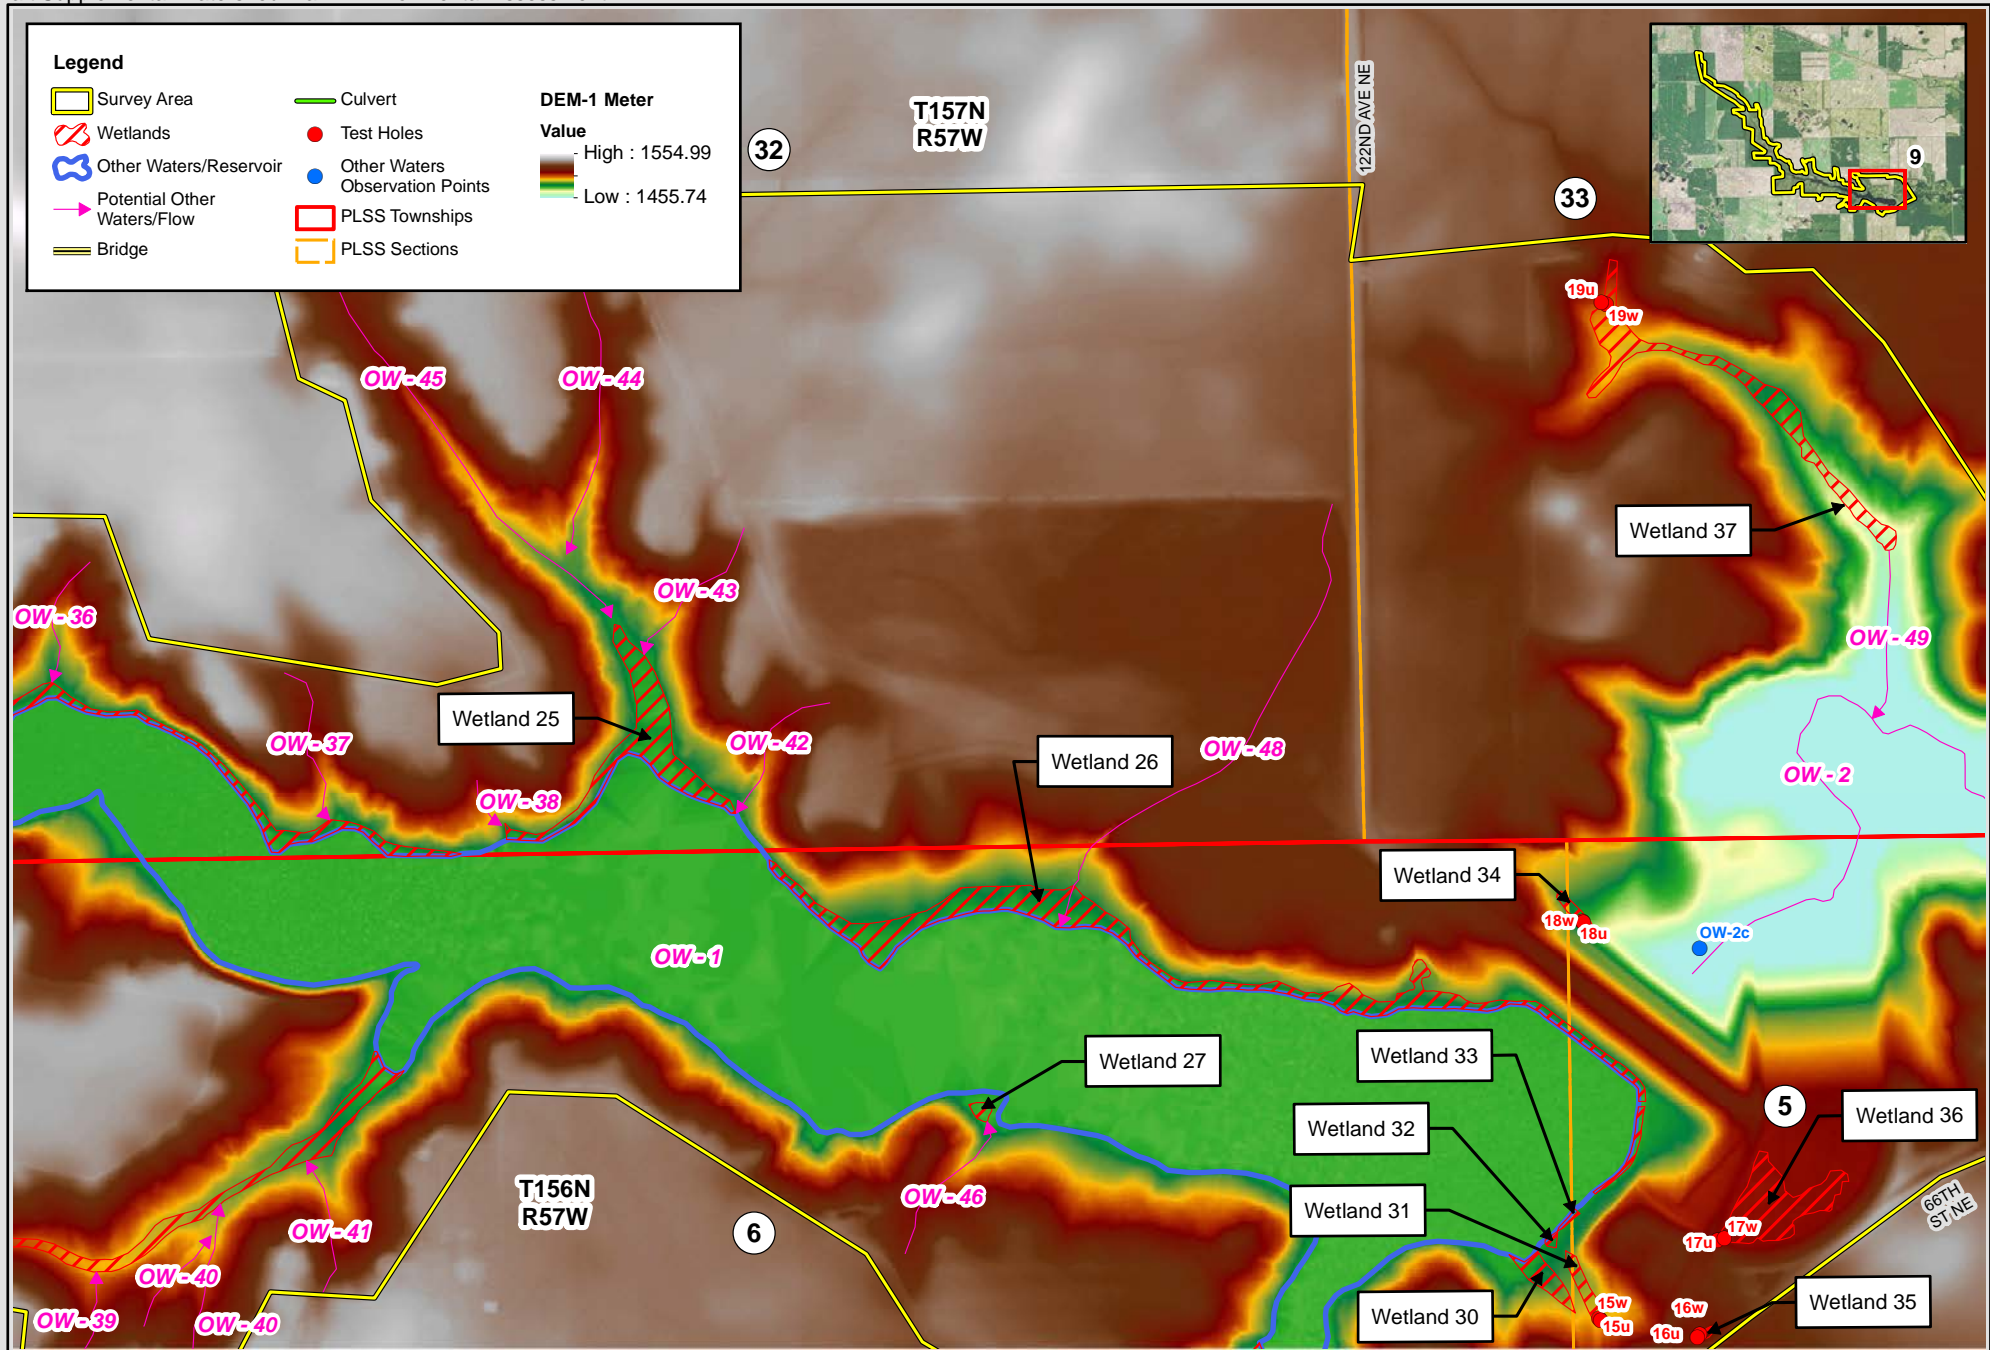 Legend
Survey Area
Wetlands
Other Waters/Reservoir
Potential Other
Waters/Flow
Bridge
Culvert
Test Holes
Other Waters
Observation Points
PLSS Townships
PLSS Sections
DEM-1 Meter
Value
High : 1554.99
Low : 1455.74
32
T157N
R57W
122ND AVE NE
33
9
19u
19w
OW - 45
OW - 44
Wetland 37
OW - 43
OW - 36
OW - 49
Wetland 25
OW - 37
OW - 42
OW - 48
Wetland 26
OW - 2
OW - 38
Wetland 34
18w
18u
OW-2c
OW - 1
Wetland 27
Wetland 33
5
Wetland 36
Wetland 32
T156N
R57W
OW - 46
66TH
ST NE
6
Wetland 31
17w
17u
OW - 41
OW - 40
OW - 39
OW - 40
Wetland 30
15w
15u
16w
16u
Wetland 35